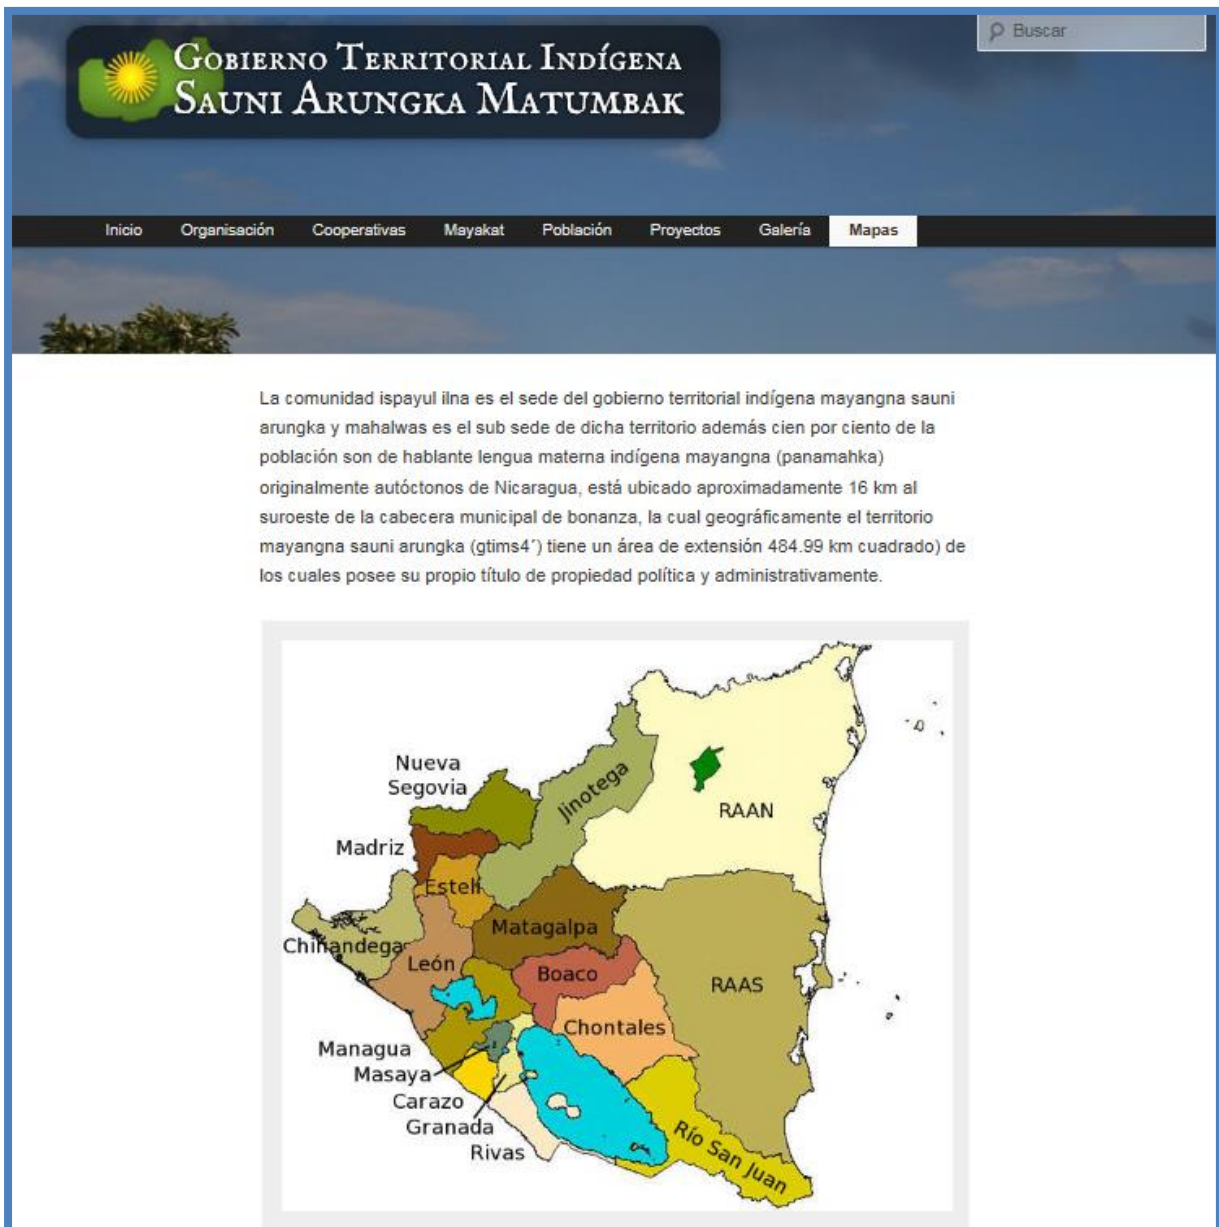 Buscar
Gobierno Territorial Indígena
Sauni Arungka Matumbak
Inicio Organisación Cooperativas Mayakat Población Proyectos Galería Mapas
La comunidad ispayul ilna es el sede del gobierno territorial indígena mayangna sauni
arungka y mahalwas es el sub sede de dicha territorio además cien por ciento de la
población son de hablante lengua materna indígena mayangna (panamahka)
originalmente autóctonos de Nicaragua, está ubicado aproximadamente 16 km al
suroeste de la cabecera municipal de bonanza, la cual geográficamente el territorio
mayangna sauni arungka (gtims4´) tiene un área de extensión 484.99 km cuadrado) de
los cuales posee su propio título de propiedad política y administrativamente.
Nueva
Segovia
Jinotega
RAAN
Madriz
Estelí
Matagalpa
Chinandega
León
Boaco
RAAS
Chontales
Managua
Masaya
Carazo
Granada
Rivas
Río San Juan